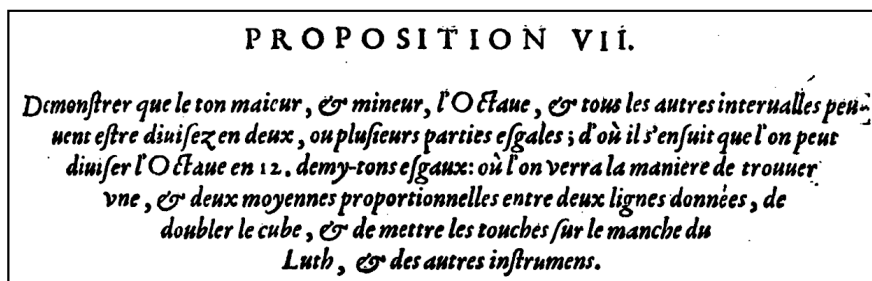 PROPOSITION VII.
Demonſtrer que le ton maieur, & mineur, l'Octaue, & tous les autres interualles peu-
uent eſtre diuiſez en deux, ou pluſieurs parties eſgales ; d'où il s'enſuit que l'on peut
diuiſer l'Octaue en 12. demy-tons eſgaux: où l'on verra la maniere de trouuer
vne, & deux moyennes proportionnelles entre deux lignes données, de
doubler le cube, & de mettre les touches ſur le manche du
Luth, & des autres inſtrumens.